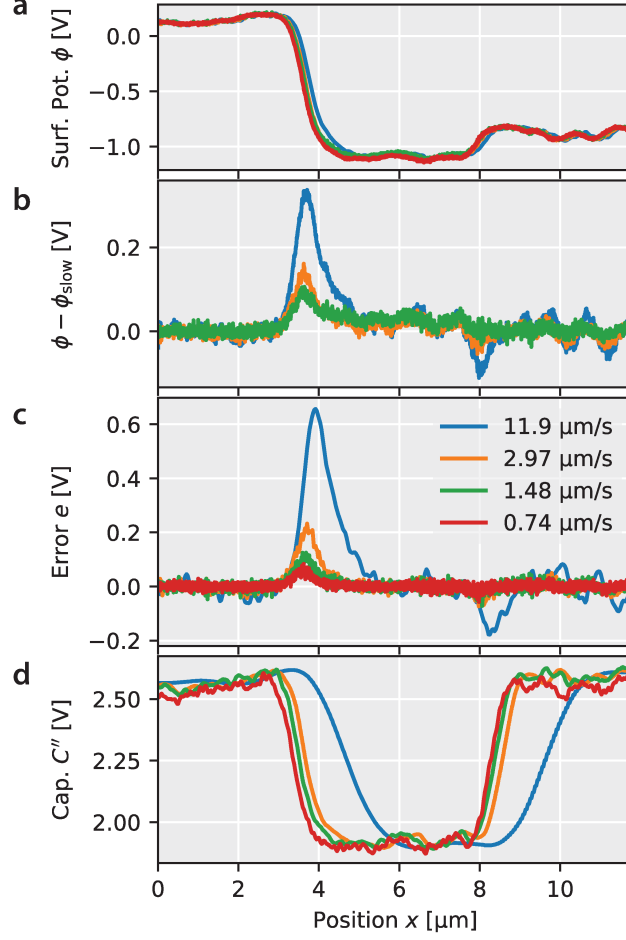 a
Surf. Pot. ϕ [V]
0.0
−0.5
−1.0
b
ϕ − ϕslow [V]
0.2
0.0
c
Error e [V]
0.6
0.4
0.2
0.0
−0.2
11.9 µm/s
2.97 µm/s
1.48 µm/s
0.74 µm/s
d
Cap. C″ [V]
2.50
2.25
2.00
0 2 4 6 8 10
Position x [µm]